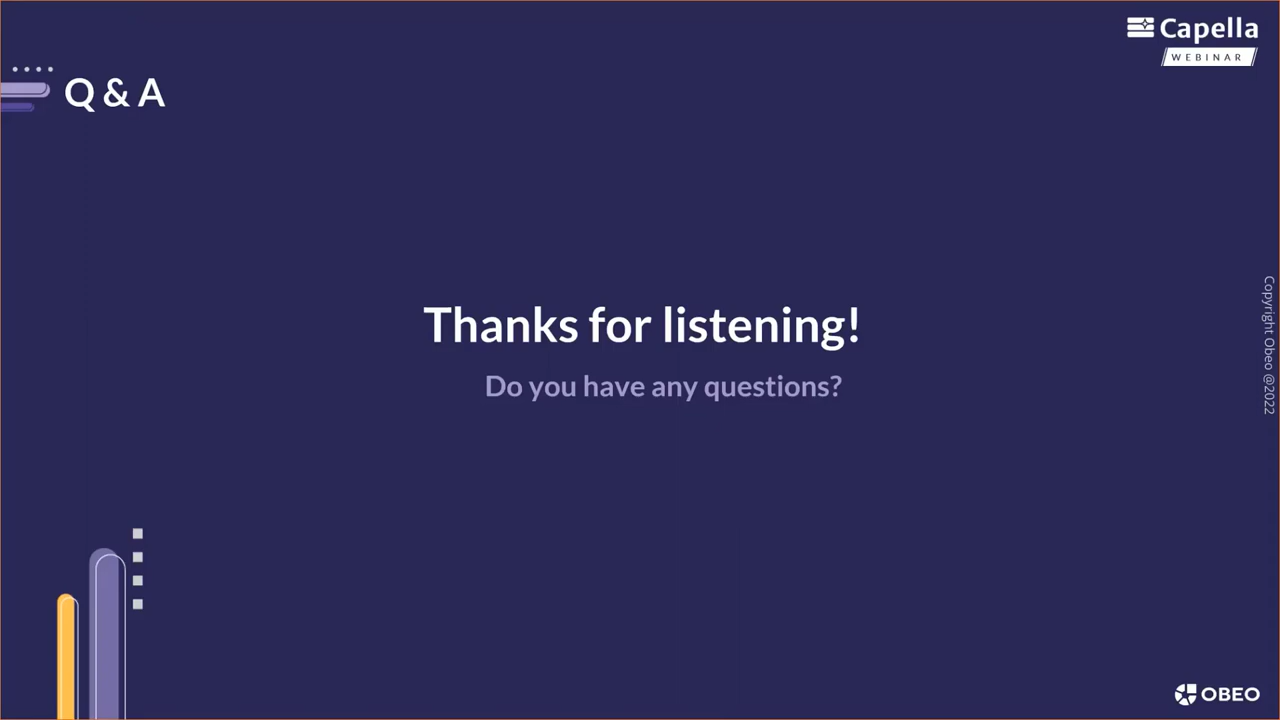 Capella
WEBINAR
Q & A
Thanks for listening!
Do you have any questions?
Copyright Obeo @2022
OBEO